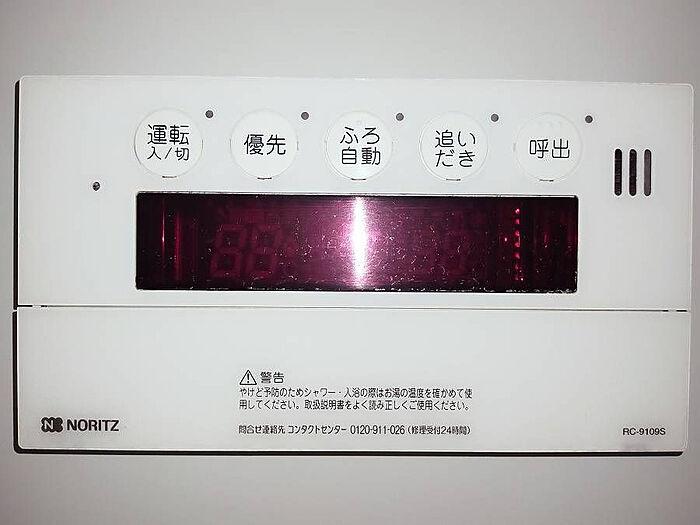 運転
入/切
優先
ふろ
自動
追い
だき
呼出
警告
やけど予防のためシャワー・入浴の際はお湯の温度を確かめて使
用してください。取扱説明書をよく読み正しくご使用ください。
NORITZ
問合せ連絡先 コンタクトセンター 0120-911-026 (修理受付24時間)
RC-9109S